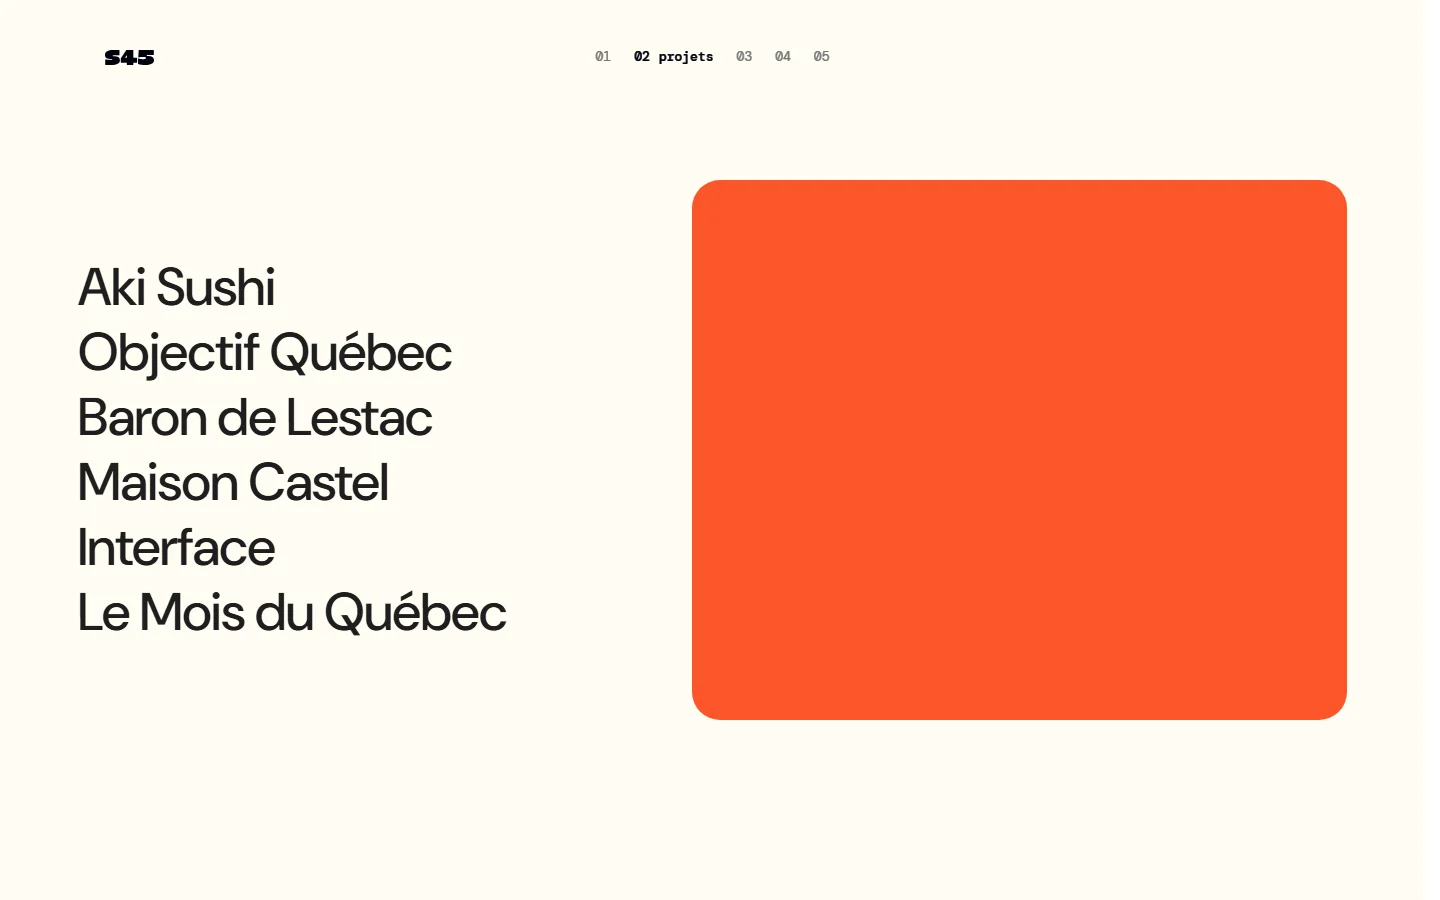 S45
01 02 projets 03 04 05
Aki Sushi
Objectif Québec
Baron de Lestac
Maison Castel
Interface
Le Mois du Québec